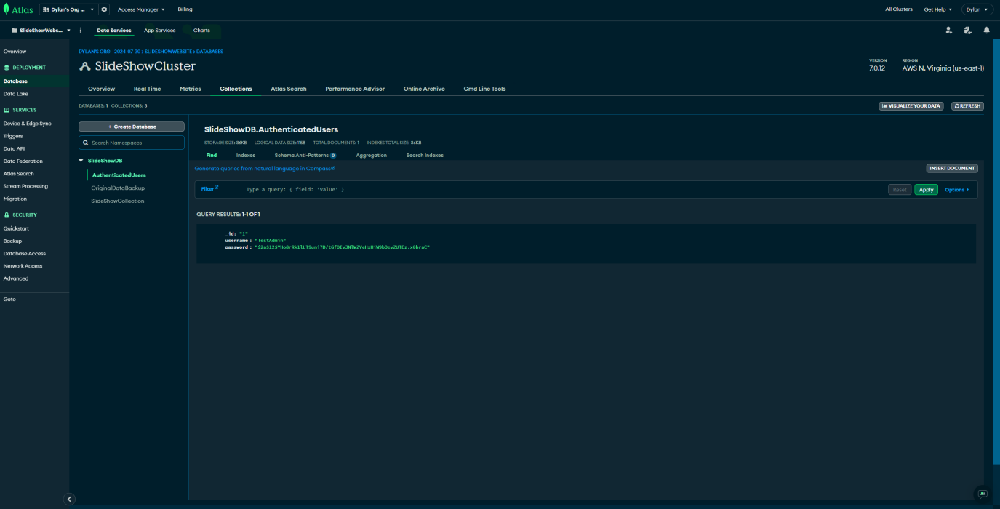 Atlas
Dylan's Org ...
Access Manager
Billing
All Clusters
Get Help
Dylan
SlideShowWebs...
Data Services
App Services
Charts
Overview
DEPLOYMENT
Database
Data Lake
SERVICES
Device & Edge Sync
Triggers
Data API
Data Federation
Atlas Search
Stream Processing
Migration
SECURITY
Quickstart
Backup
Database Access
Network Access
Advanced
Goto
DYLAN'S ORG - 2024-07-30 > SLIDESHOWWEBSITE > DATABASES
SlideShowCluster
VERSION
7.0.12
REGION
AWS N. Virginia (us-east-1)
Overview
Real Time
Metrics
Collections
Atlas Search
Performance Advisor
Online Archive
Cmd Line Tools
DATABASES: 1 COLLECTIONS: 3
VISUALIZE YOUR DATA
REFRESH
+ Create Database
Search Namespaces
SlideShowDB
AuthenticatedUsers
OriginalDataBackup
SlideShowCollection
SlideShowDB.AuthenticatedUsers
STORAGE SIZE: 36KB LOGICAL DATA SIZE: 115B TOTAL DOCUMENTS: 1 INDEXES TOTAL SIZE: 36KB
Find
Indexes
Schema Anti-Patterns 0
Aggregation
Search Indexes
Generate queries from natural language in Compass
INSERT DOCUMENT
Filter
Type a query: { field: 'value' }
Reset
Apply
Options
QUERY RESULTS: 1-1 OF 1
_id: "1"
username : "TestAdmin"
password :